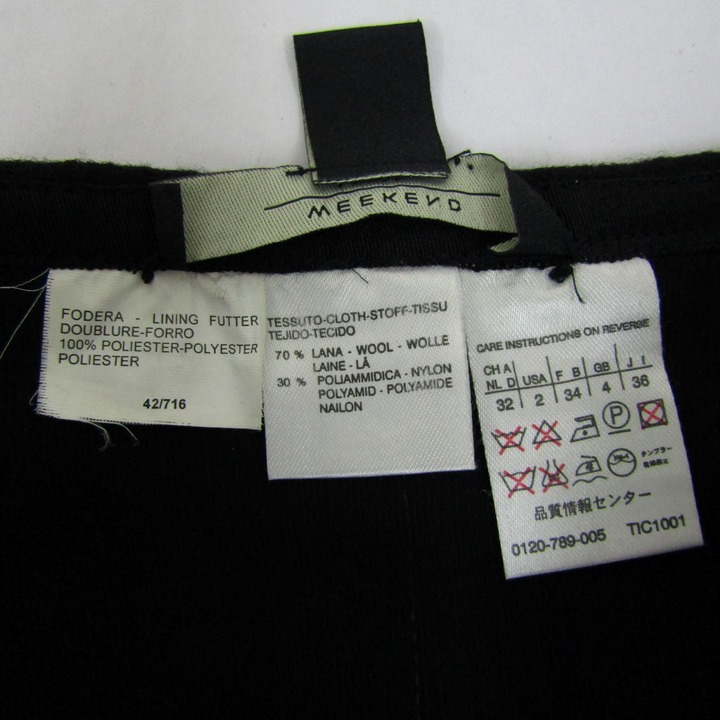 MEEKEND
FODERA - LINING FUTTER
DOUBLURE-FORRO
100% POLIESTER-POLYESTER
POLIESTER
42/716
TESSUTO-CLOTH-STOFF-TISSU
TEJIDO-TECIDO
70 % LANA - WOOL - WOLLE
LAINE - LÅ
30 % POLIAMMIDICA - NYLON
POLYAMID - POLYAMIDE
NAILON
CARE INSTRUCTIONS ON REVERSE
CH A NL D USA F B GB J I
32 2 34 4 36
P
品質情報センター
0120-789-005 TIC1001